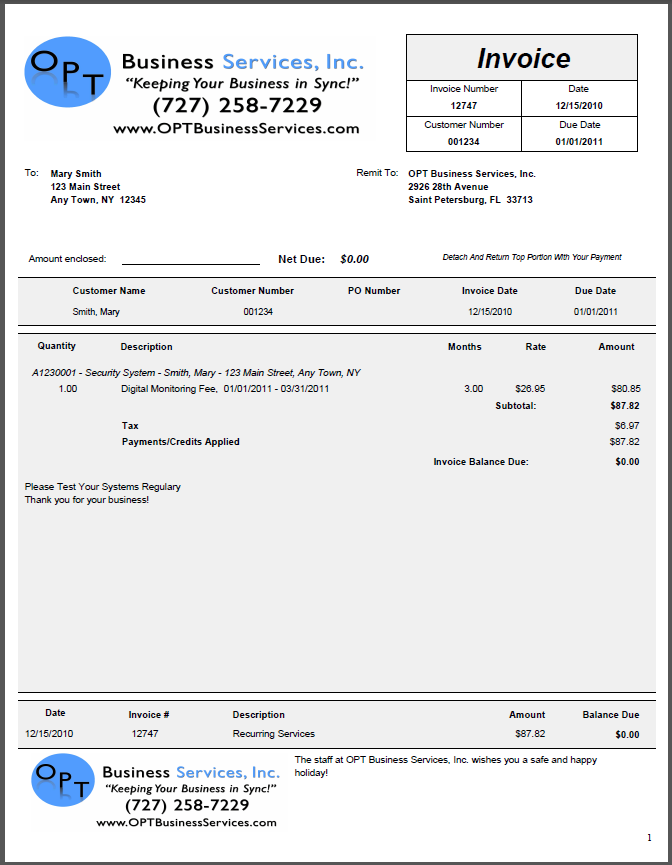 OPT
Business Services, Inc.
“Keeping Your Business in Sync!”
(727) 258-7229
www.OPTBusinessServices.com
Invoice
Invoice Number Date
12747 12/15/2010
Customer Number Due Date
001234 01/01/2011
To: Mary Smith
123 Main Street
Any Town, NY 12345
Remit To: OPT Business Services, Inc.
2926 28th Avenue
Saint Petersburg, FL 33713
Amount enclosed: Net Due: $0.00 Detach And Return Top Portion With Your Payment
Customer Name Customer Number PO Number Invoice Date Due Date
Smith, Mary 001234 12/15/2010 01/01/2011
Quantity Description Months Rate Amount
A1230001 - Security System - Smith, Mary - 123 Main Street, Any Town, NY
1.00 Digital Monitoring Fee, 01/01/2011 - 03/31/2011 3.00 $26.95 $80.85
Subtotal: $87.82
Tax $6.97
Payments/Credits Applied $87.82
Invoice Balance Due: $0.00
Please Test Your Systems Regulary
Thank you for your business!
Date Invoice # Description Amount Balance Due
12/15/2010 12747 Recurring Services $87.82 $0.00
OPT
Business Services, Inc.
“Keeping Your Business in Sync!”
(727) 258-7229
www.OPTBusinessServices.com
The staff at OPT Business Services, Inc. wishes you a safe and happy
holiday!
1